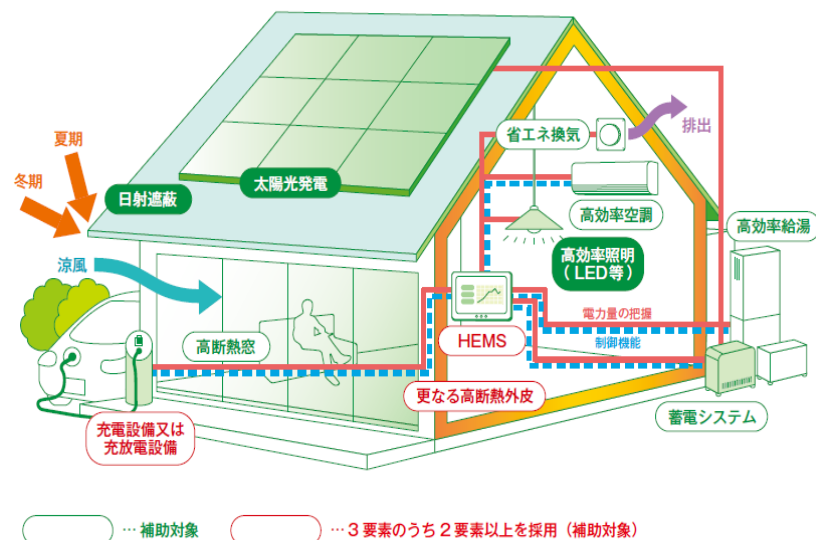 夏期
冬期
日射遮蔽
太陽光発電
省エネ換気
排出
高効率空調
高効率給湯
高効率照明
(LED等)
涼風
高断熱窓
HEMS
電力量の把握
制御機能
更なる高断熱外皮
蓄電システム
充電設備又は
充放電設備
…補助対象
…3要素のうち2要素以上を採用(補助対象)